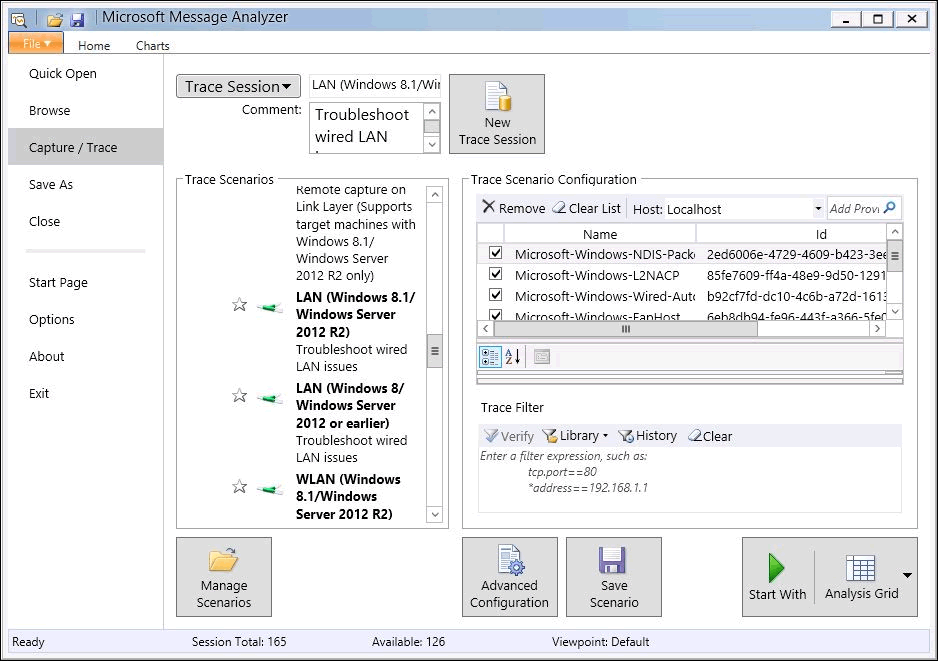 Microsoft Message Analyzer
File
Home
Charts
Quick Open
Browse
Capture / Trace
Save As
Close
Start Page
Options
About
Exit
Trace Session
LAN (Windows 8.1/Wi
Comment:
Troubleshoot
wired LAN
New
Trace Session
Trace Scenarios
Remote capture on
Link Layer (Supports
target machines with
Windows 8.1/
Windows Server
2012 R2 only)
LAN (Windows 8.1/
Windows Server
2012 R2)
Troubleshoot wired
LAN issues
LAN (Windows 8/
Windows Server
2012 or earlier)
Troubleshoot wired
LAN issues
WLAN (Windows
8.1/Windows
Server 2012 R2)
Trace Scenario Configuration
Remove Clear List Host: Localhost Add Provi
Name Id
Microsoft-Windows-NDIS-Pack 2ed6006e-4729-4609-b423-3ee
Microsoft-Windows-L2NACP 85fe7609-ff4a-48e9-9d50-1291
Microsoft-Windows-Wired-Auto b92cf7fd-dc10-4c6b-a72d-1613
Microsoft-Windows-EapHost 6eb8db94-fe96-443f-a366-5fe0
Trace Filter
Verify Library History Clear
Enter a filter expression, such as:
tcp.port==80
*address==192.168.1.1
Manage
Scenarios
Advanced
Configuration
Save
Scenario
Start With
Analysis Grid
Ready
Session Total: 165
Available: 126
Viewpoint: Default